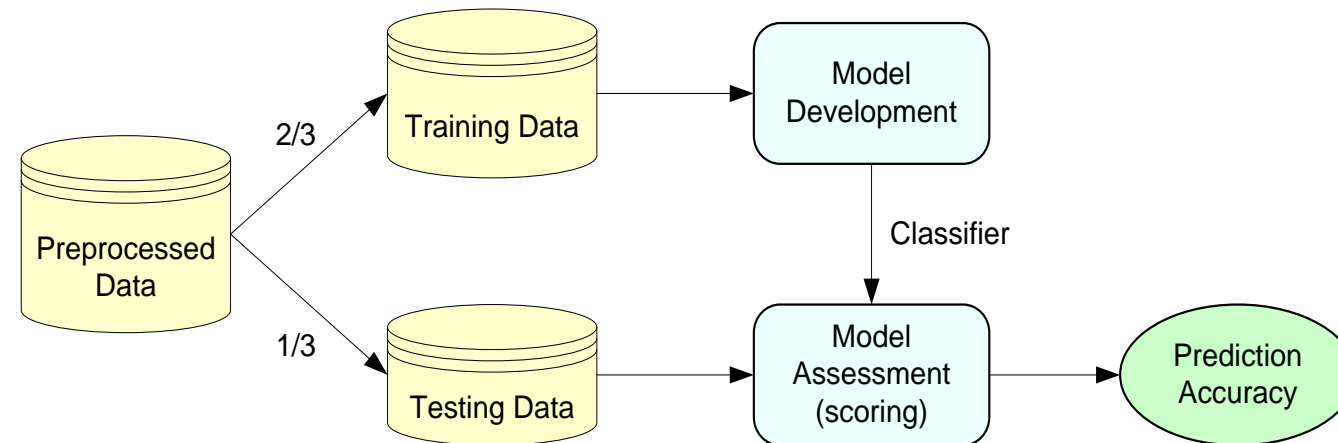 2/3
Training Data
Model
Development
Preprocessed
Data
Classifier
1/3
Testing Data
Model
Assessment
(scoring)
Prediction
Accuracy